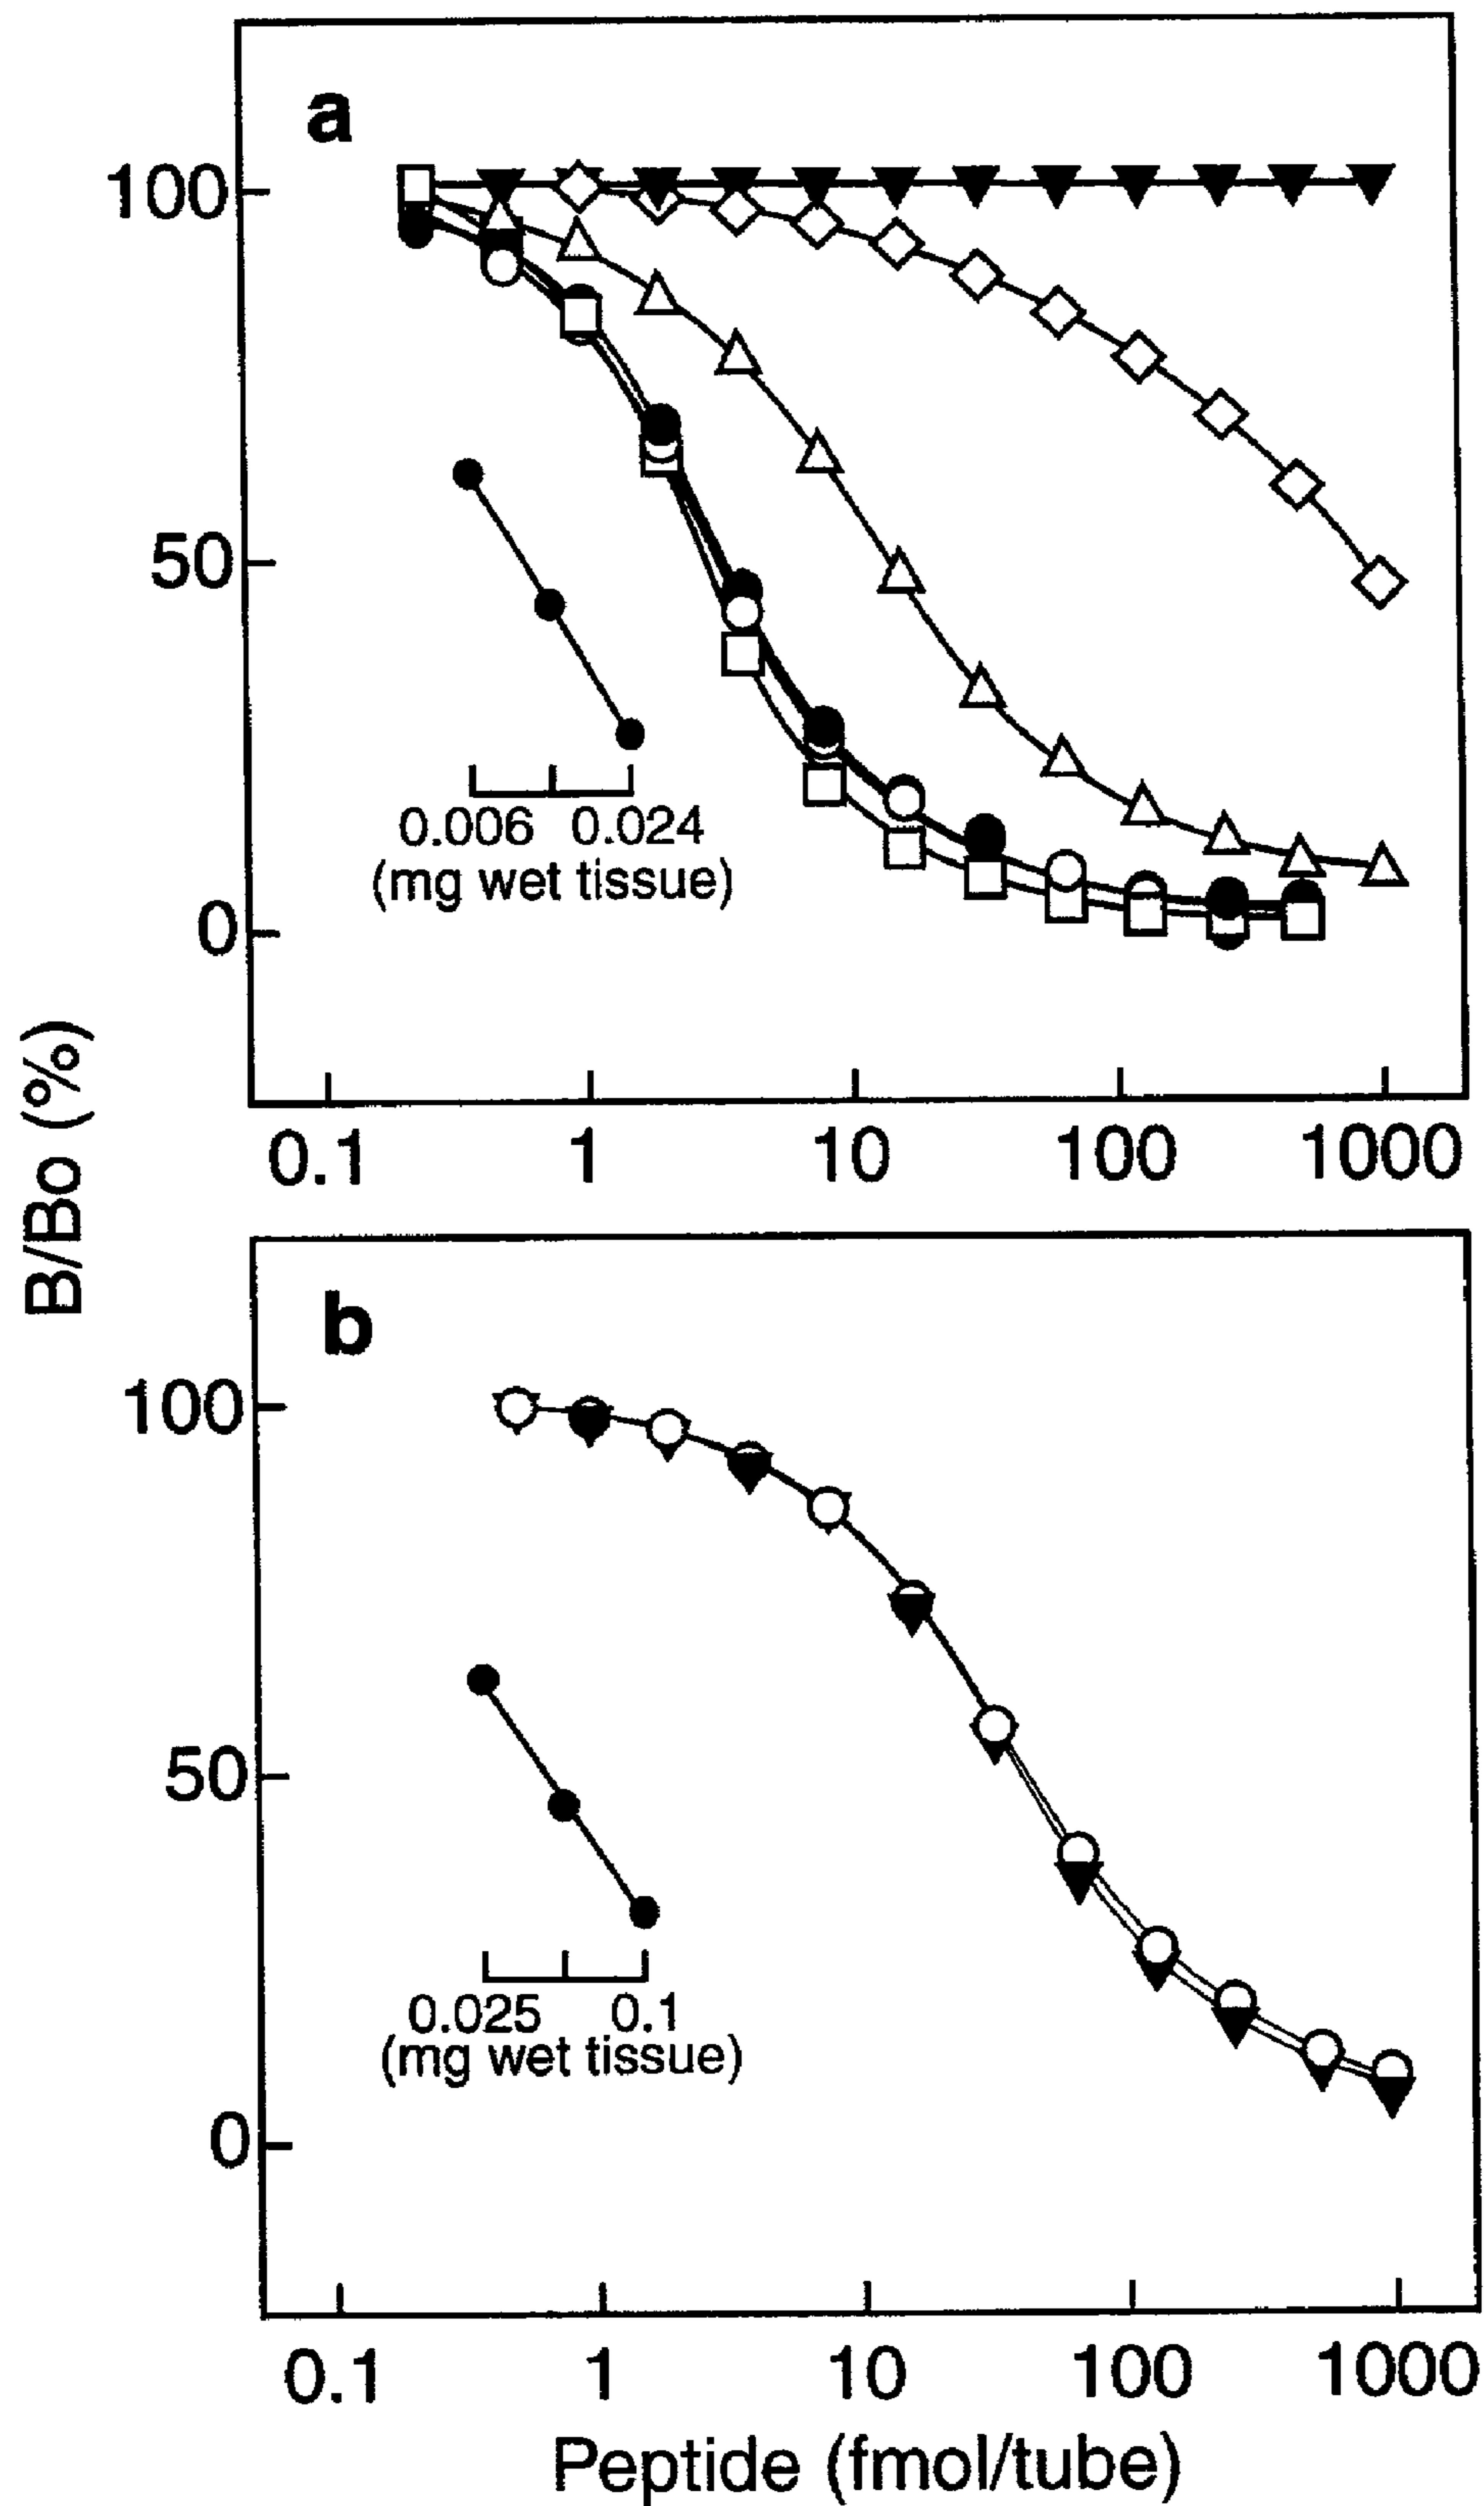 a
100
50
0
0.006 0.024
(mg wet tissue)
0.1 1 10 100 1000
B/Bo (%)
b
100
50
0
0.025 0.1
(mg wet tissue)
0.1 1 10 100 1000
Peptide (fmol/tube)